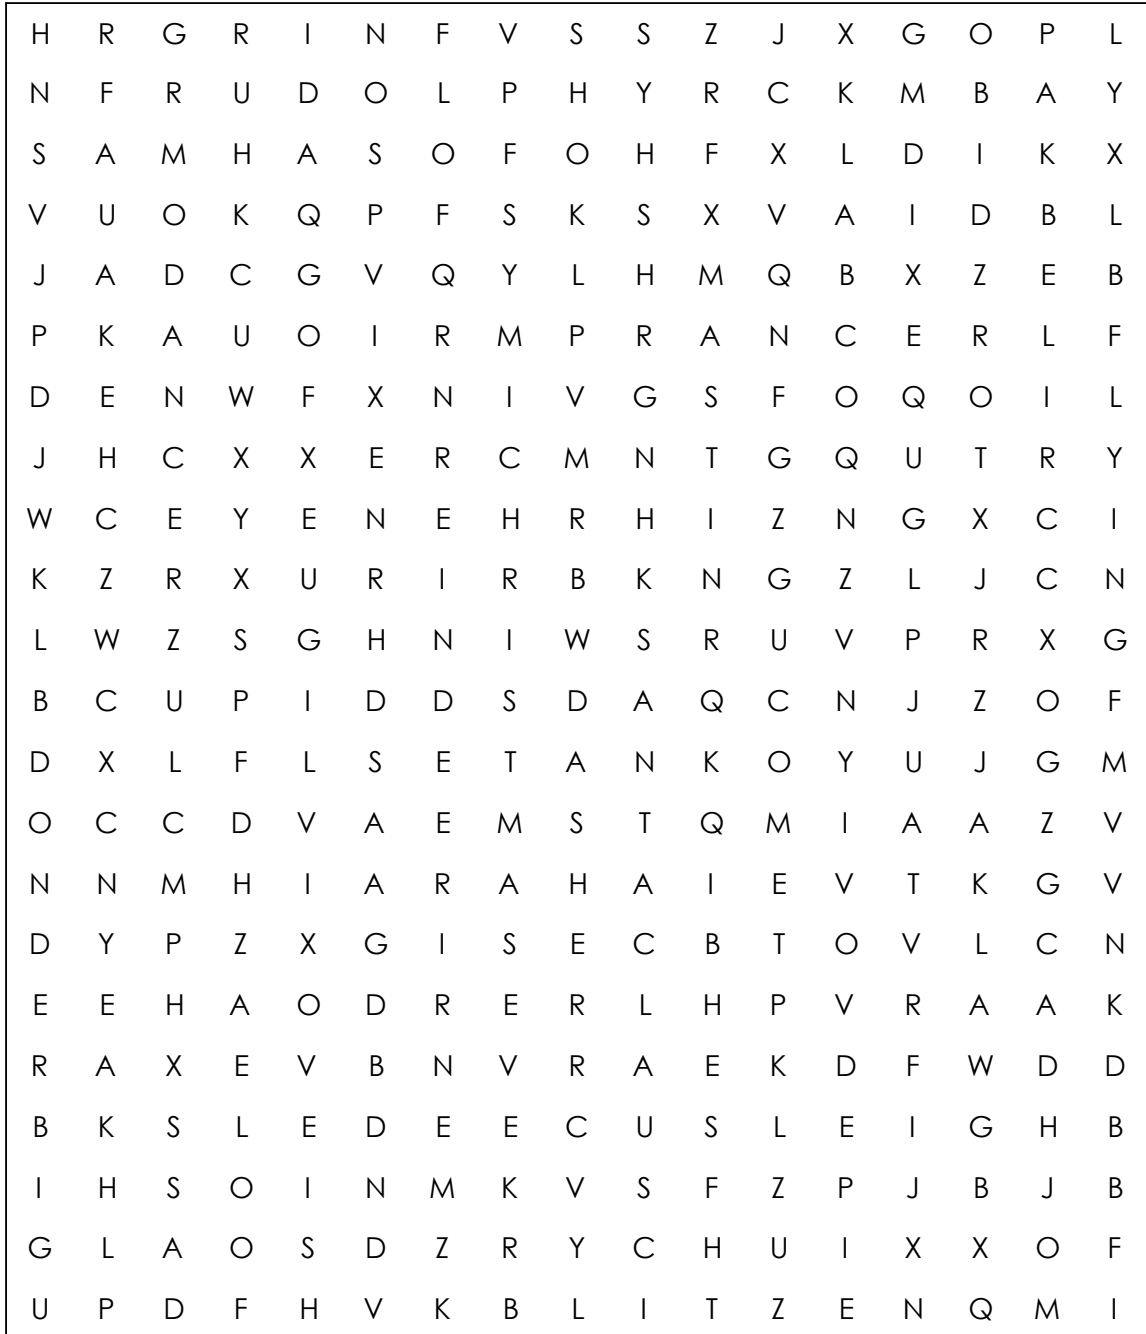 H R G R I N F V S S Z J X G O P L
N F R U D O L P H Y R C K M B A Y
S A M H A S O F O H F X L D I K X
V U O K Q P F S K S X V A I D B L
J A D C G V Q Y L H M Q B X Z E B
P K A U O I R M P R A N C E R L F
D E N W F X N I V G S F O Q O I L
J H C X X E R C M N T G Q U T R Y
W C E Y E N E H R H I Z N G X C I
K Z R X U R I R B K N G Z L J C N
L W Z S G H N I W S R U V P R X G
B C U P I D D S D A Q C N J Z O F
D X L F L S E T A N K O Y U J G M
O C C D V A E M S T Q M I A A Z V
N N M H I A R A H A I E V T K G V
D Y P Z X G I S E C B T O V L C N
E E H A O D R E R L H P V R A A K
R A X E V B N V R A E K D F W D D
B K S L E D E E C U S L E I G H B
I H S O I N M K V S F Z P J B J B
G L A O S D Z R Y C H U I X X O F
U P D F H V K B L I T Z E N Q M I